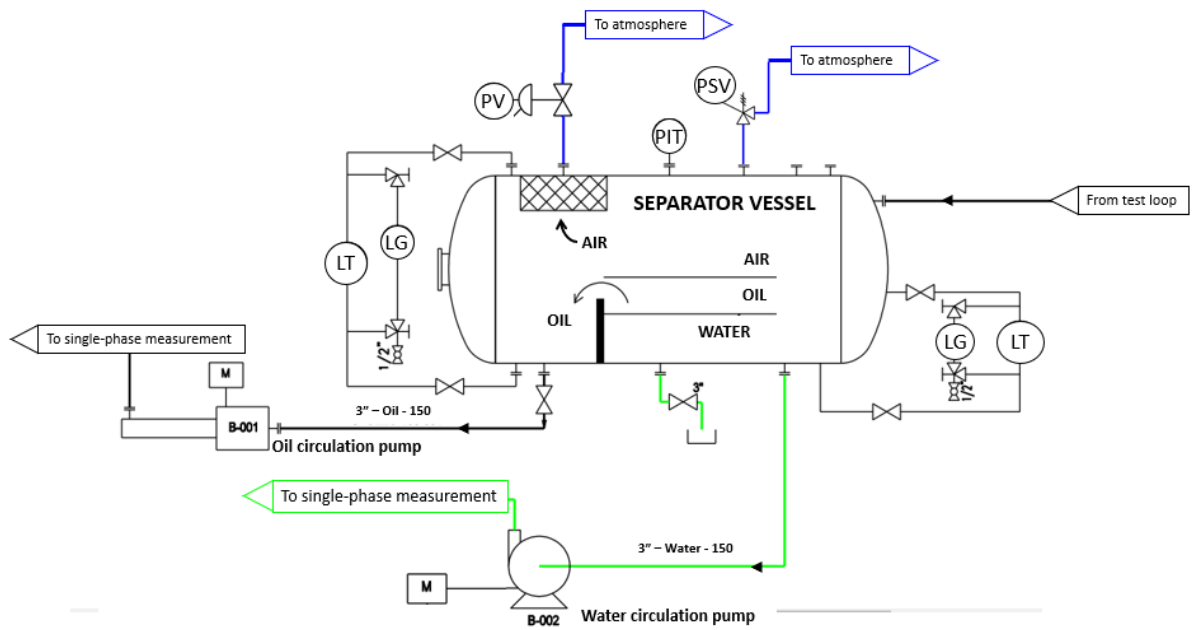 To atmosphere
To atmosphere
PV
PSV
PIT
SEPARATOR VESSEL
From test loop
AIR
LG
LT
AIR
OIL
OIL
WATER
LG
LT
To single-phase measurement
1/2"
1/2"
M
3"
3” – Oil - 150
B-001
Oil circulation pump
To single-phase measurement
3” – Water - 150
M
B-002
Water circulation pump